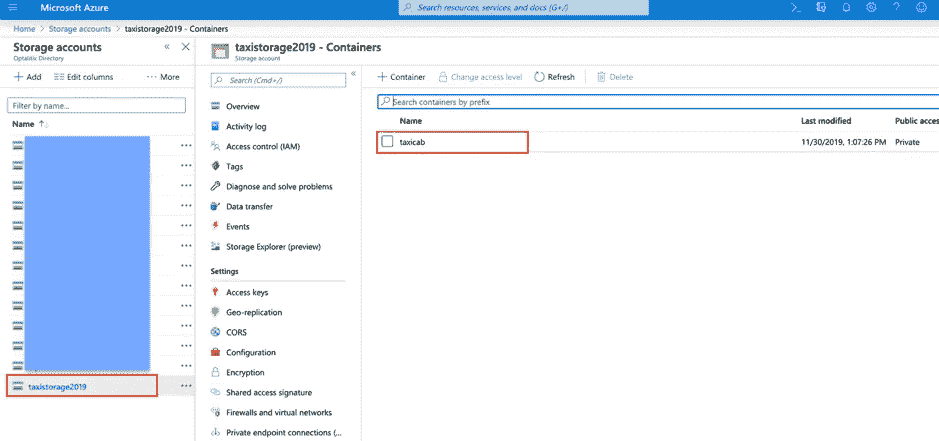 Microsoft Azure
Search resources, services, and docs (G+/)
Home > Storage accounts > taxistorage2019 - Containers
Storage accounts
Optalitix Directory
Add Edit columns ... More
Filter by name...
Name
taxistorage2019
taxistorage2019 - Containers
Storage account
Search (Cmd+/)
Overview
Activity log
Access control (IAM)
Tags
Diagnose and solve problems
Data transfer
Events
Storage Explorer (preview)
Settings
Access keys
Geo-replication
CORS
Configuration
Encryption
Shared access signature
Firewalls and virtual networks
Private endpoint connections (...
Container Change access level Refresh Delete
Search containers by prefix
Name Last modified Public acces
taxicab 11/30/2019, 1:07:26 PM Private